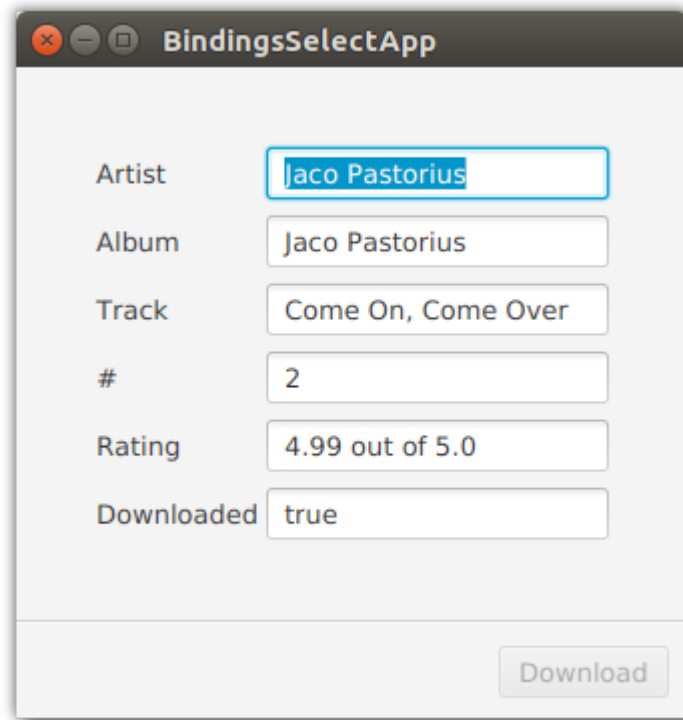 BindingsSelectApp
Artist Jaco Pastorius
Album Jaco Pastorius
Track Come On, Come Over
# 2
Rating 4.99 out of 5.0
Downloaded true
Download